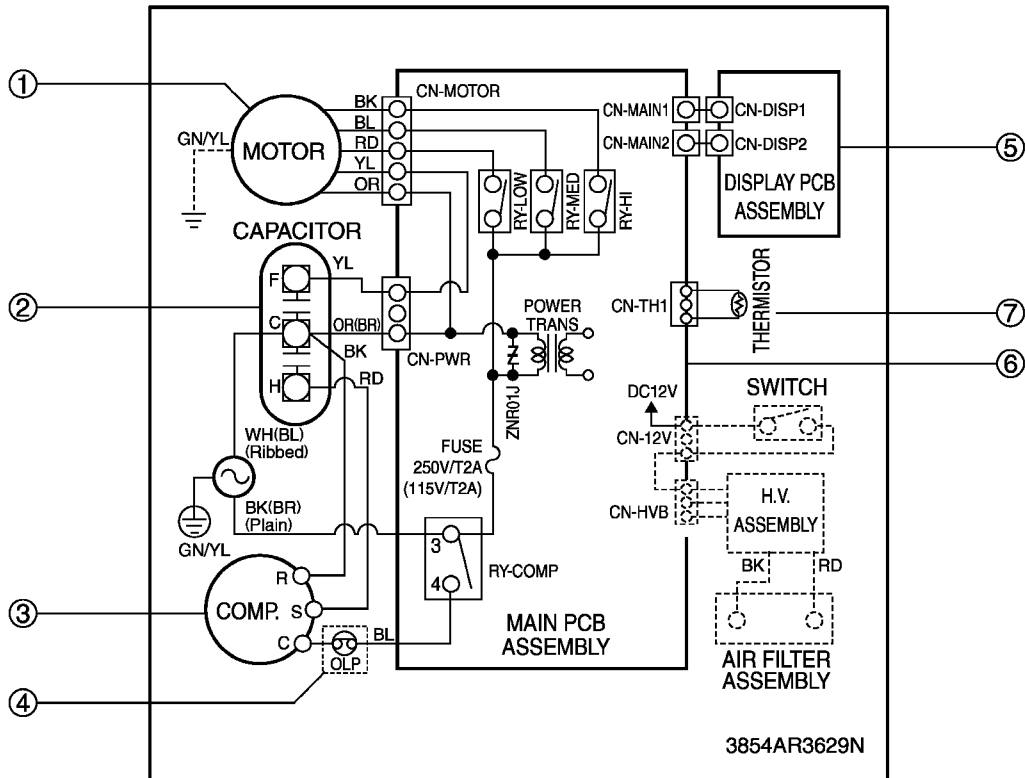 1
2
3
4
5
6
7
MOTOR
GN/YL
BK
BL
RD
YL
OR
CN-MOTOR
CN-MAIN1
CN-MAIN2
CN-DISP1
CN-DISP2
DISPLAY PCB
ASSEMBLY
RY-LOW
RY-MED
RY-HI
CAPACITOR
F
C
H
YL
OR(BR)
BK
RD
CN-PWR
POWER
TRANS
ZNR01J
CN-TH1
THERMISTOR
WH(BL)
(Ribbed)
BK(BR)
(Plain)
GN/YL
FUSE
250V/T2A
(115V/T2A)
DC12V
CN-12V
SWITCH
CN-HVB
H.V.
ASSEMBLY
BK
RD
AIR FILTER
ASSEMBLY
3
4
RY-COMP
COMP.
R
S
C
OLP
BL
MAIN PCB
ASSEMBLY
3854AR3629N